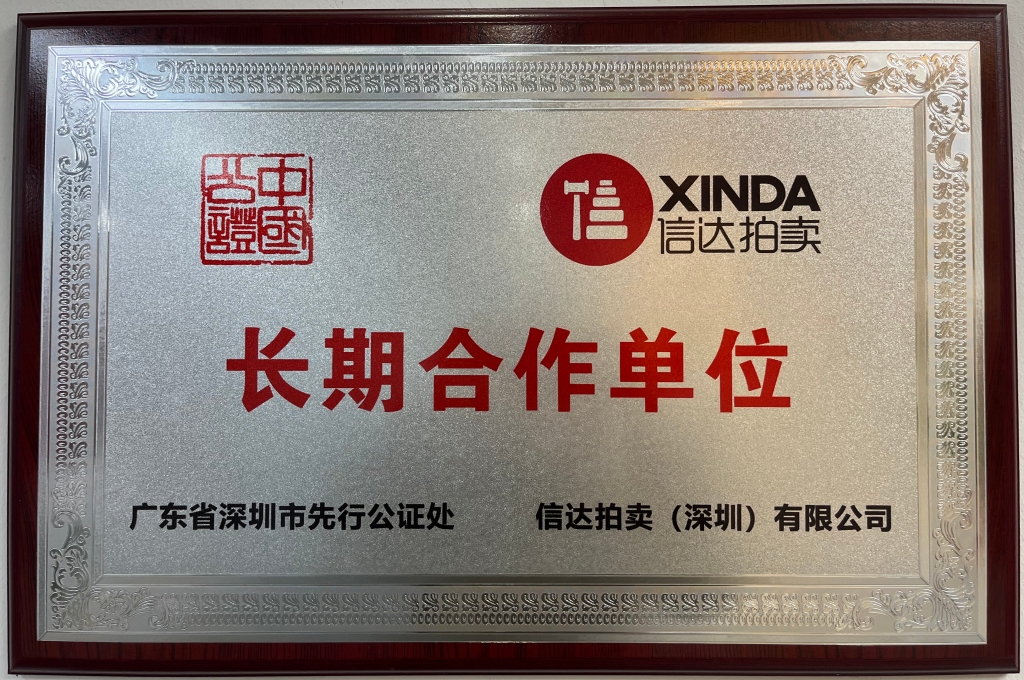 中國公證
信 XINDA
信达拍卖
长期合作单位
广东省深圳市先行公证处
信达拍卖（深圳）有限公司